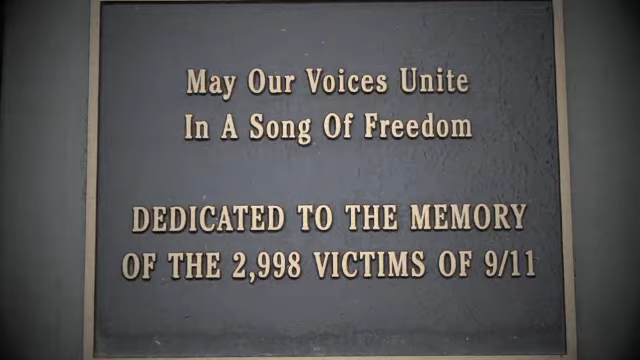 May Our Voices Unite
In A Song Of Freedom
DEDICATED TO THE MEMORY
OF THE 2,998 VICTIMS OF 9/11